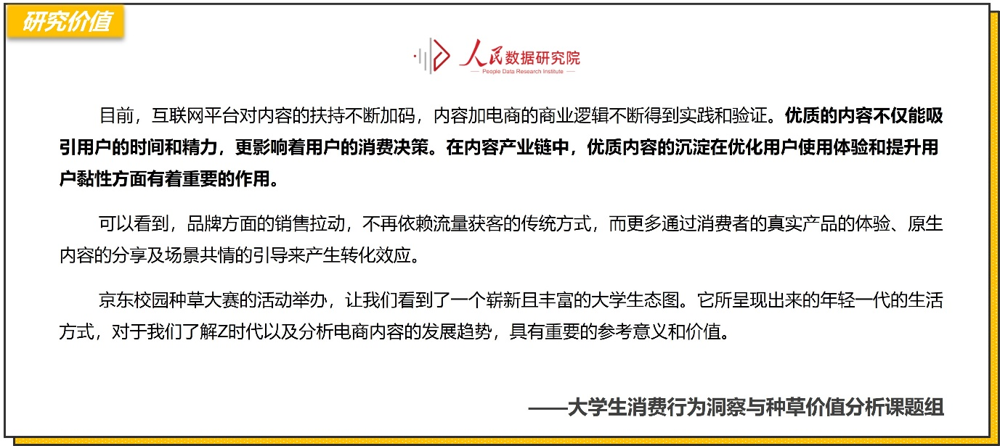 研究价值
人民数据研究院
People Data Research Institute
目前，互联网平台对内容的扶持不断加码，内容加电商的商业逻辑不断得到实践和验证。优质的内容不仅能吸
引用户的时间和精力，更影响着用户的消费决策。在内容产业链中，优质内容的沉淀在优化用户使用体验和提升用
户黏性方面有着重要的作用。
可以看到，品牌方面的销售拉动，不再依赖流量获客的传统方式，而更多通过消费者的真实产品的体验、原生
内容的分享及场景共情的引导来产生转化效应。
京东校园种草大赛的活动举办，让我们看到了一个崭新且丰富的大学生态图。它所呈现出来的年轻一代的生活
方式，对于我们了解Z时代以及分析电商内容的发展趋势，具有重要的参考意义和价值。
——大学生消费行为洞察与种草价值分析课题组